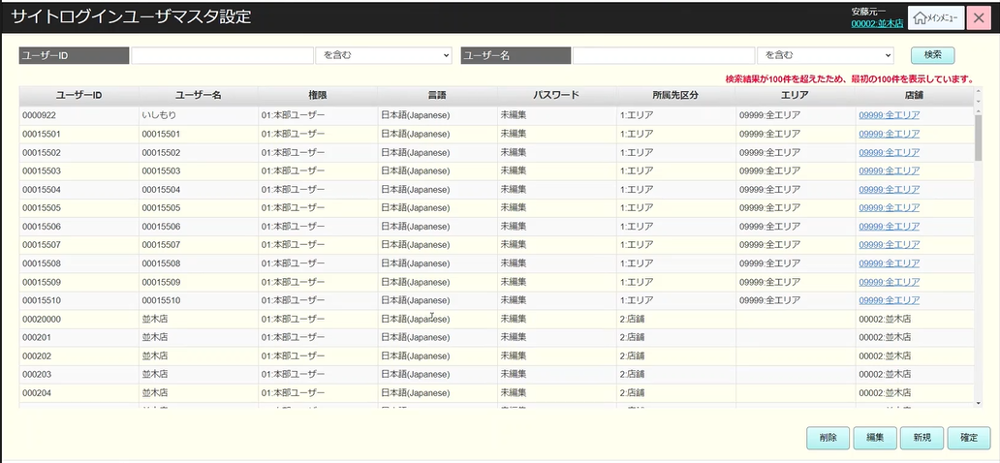 サイトログインユーザマスタ設定
安藤元一
00002:並木店
メインメニュー
ユーザーID を含む ユーザー名 を含む 検索
検索結果が100件を超えたため、最初の100件を表示しています。
ユーザーID ユーザー名 権限 言語 パスワード 所属先区分 エリア 店舗
0000922 いしもり 01:本部ユーザー 日本語(Japanese) 未編集 1:エリア 09999:全エリア 09999:全エリア
00015501 00015501 01:本部ユーザー 日本語(Japanese) 未編集 1:エリア 09999:全エリア 09999:全エリア
00015502 00015502 01:本部ユーザー 日本語(Japanese) 未編集 1:エリア 09999:全エリア 09999:全エリア
00015503 00015503 01:本部ユーザー 日本語(Japanese) 未編集 1:エリア 09999:全エリア 09999:全エリア
00015504 00015504 01:本部ユーザー 日本語(Japanese) 未編集 1:エリア 09999:全エリア 09999:全エリア
00015505 00015505 01:本部ユーザー 日本語(Japanese) 未編集 1:エリア 09999:全エリア 09999:全エリア
00015506 00015506 01:本部ユーザー 日本語(Japanese) 未編集 1:エリア 09999:全エリア 09999:全エリア
00015507 00015507 01:本部ユーザー 日本語(Japanese) 未編集 1:エリア 09999:全エリア 09999:全エリア
00015508 00015508 01:本部ユーザー 日本語(Japanese) 未編集 1:エリア 09999:全エリア 09999:全エリア
00015509 00015509 01:本部ユーザー 日本語(Japanese) 未編集 1:エリア 09999:全エリア 09999:全エリア
00015510 00015510 01:本部ユーザー 日本語(Japanese) 未編集 1:エリア 09999:全エリア 09999:全エリア
00020000 並木店 01:本部ユーザー 日本語(Japanese) 未編集 2:店舗 00002:並木店
000201 並木店 01:本部ユーザー 日本語(Japanese) 未編集 2:店舗 00002:並木店
000202 並木店 01:本部ユーザー 日本語(Japanese) 未編集 2:店舗 00002:並木店
000203 並木店 01:本部ユーザー 日本語(Japanese) 未編集 2:店舗 00002:並木店
000204 並木店 01:本部ユーザー 日本語(Japanese) 未編集 2:店舗 00002:並木店
削除 編集 新規 確定